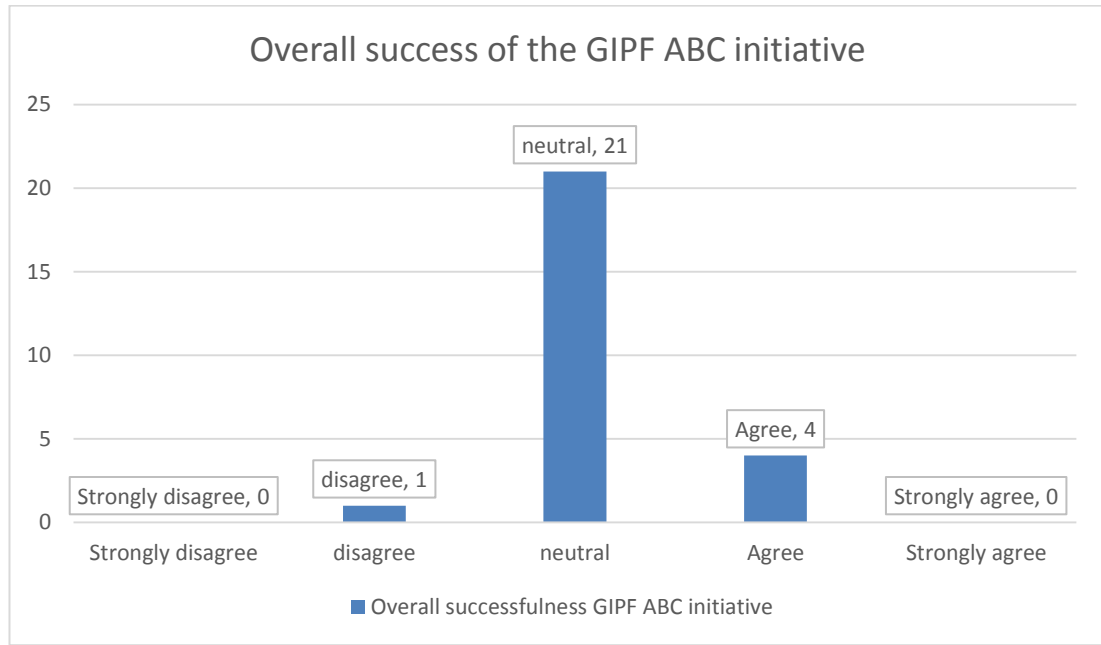 Overall success of the GIPF ABC initiative
25
20
15
10
5
0
neutral, 21
Agree, 4
disagree, 1
Strongly disagree, 0
Strongly agree, 0
Strongly disagree
disagree
neutral
Agree
Strongly agree
Overall successfulness GIPF ABC initiative